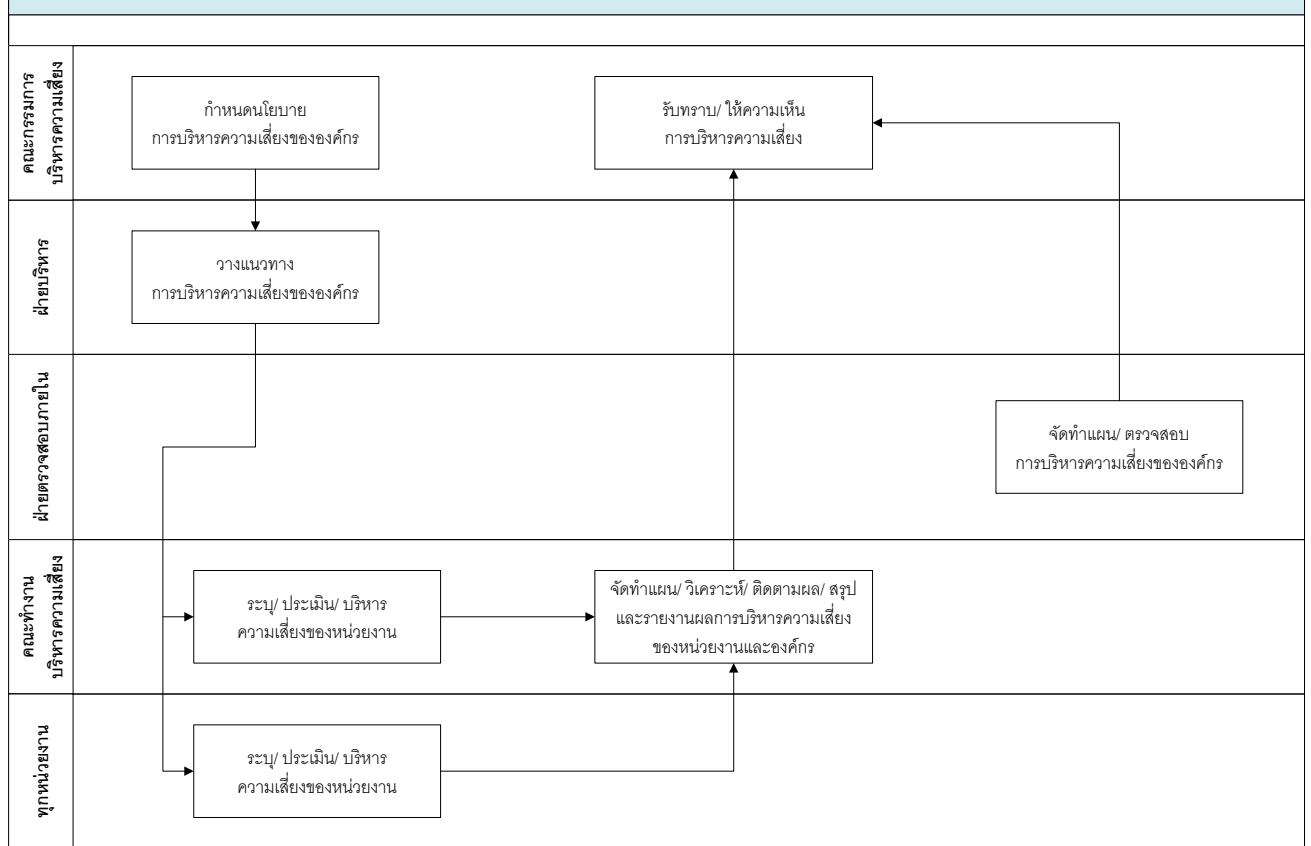 คณะกรรมการ
บริหารความเสี่ยง
กำหนดนโยบาย
การบริหารความเสี่ยงขององค์กร
รับทราบ/ ให้ความเห็น
การบริหารความเสี่ยง
ฝ่ายบริหาร
วางแนวทาง
การบริหารความเสี่ยงขององค์กร
ฝ่ายตรวจสอบภายใน
จัดทำแผน/ ตรวจสอบ
การบริหารความเสี่ยงขององค์กร
คณะทำงาน
บริหารความเสี่ยง
ระบุ/ ประเมิน/ บริหาร
ความเสี่ยงของหน่วยงาน
จัดทำแผน/ วิเคราะห์/ ติดตามผล/ สรุป
และรายงานผลการบริหารความเสี่ยง
ของหน่วยงานและองค์กร
ทุกหน่วยงาน
ระบุ/ ประเมิน/ บริหาร
ความเสี่ยงของหน่วยงาน